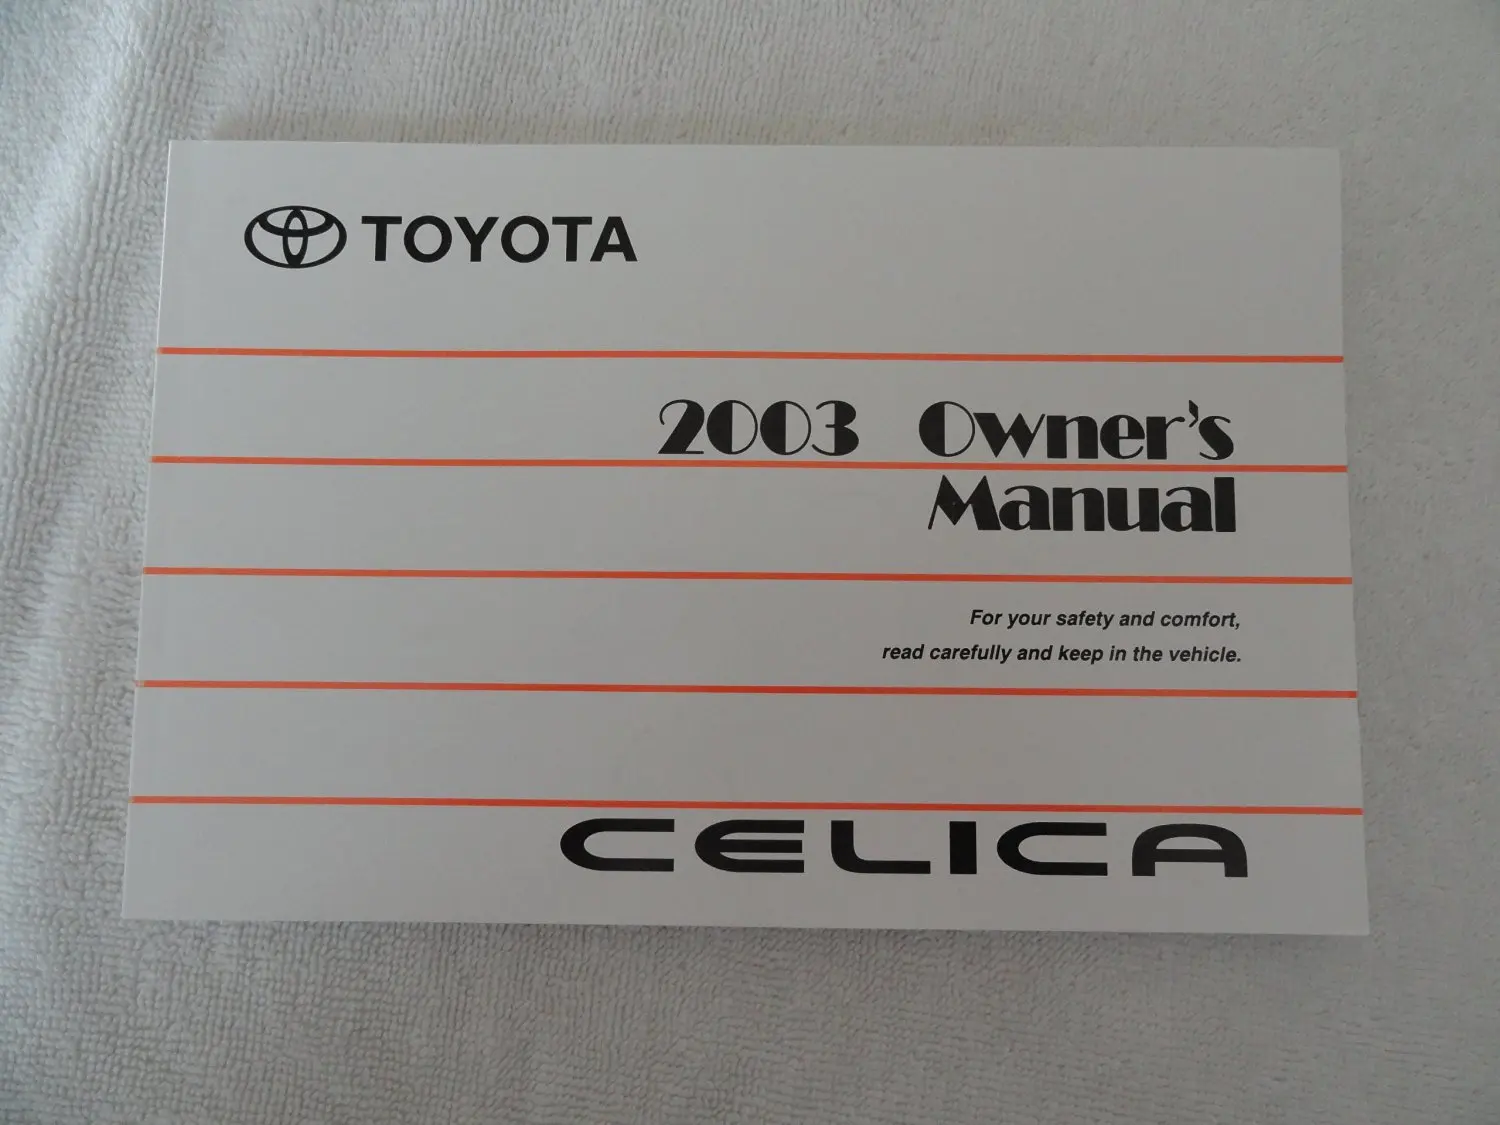 TOYOTA
2003 Owner's
Manual
For your safety and comfort,
read carefully and keep in the vehicle.
CELICA